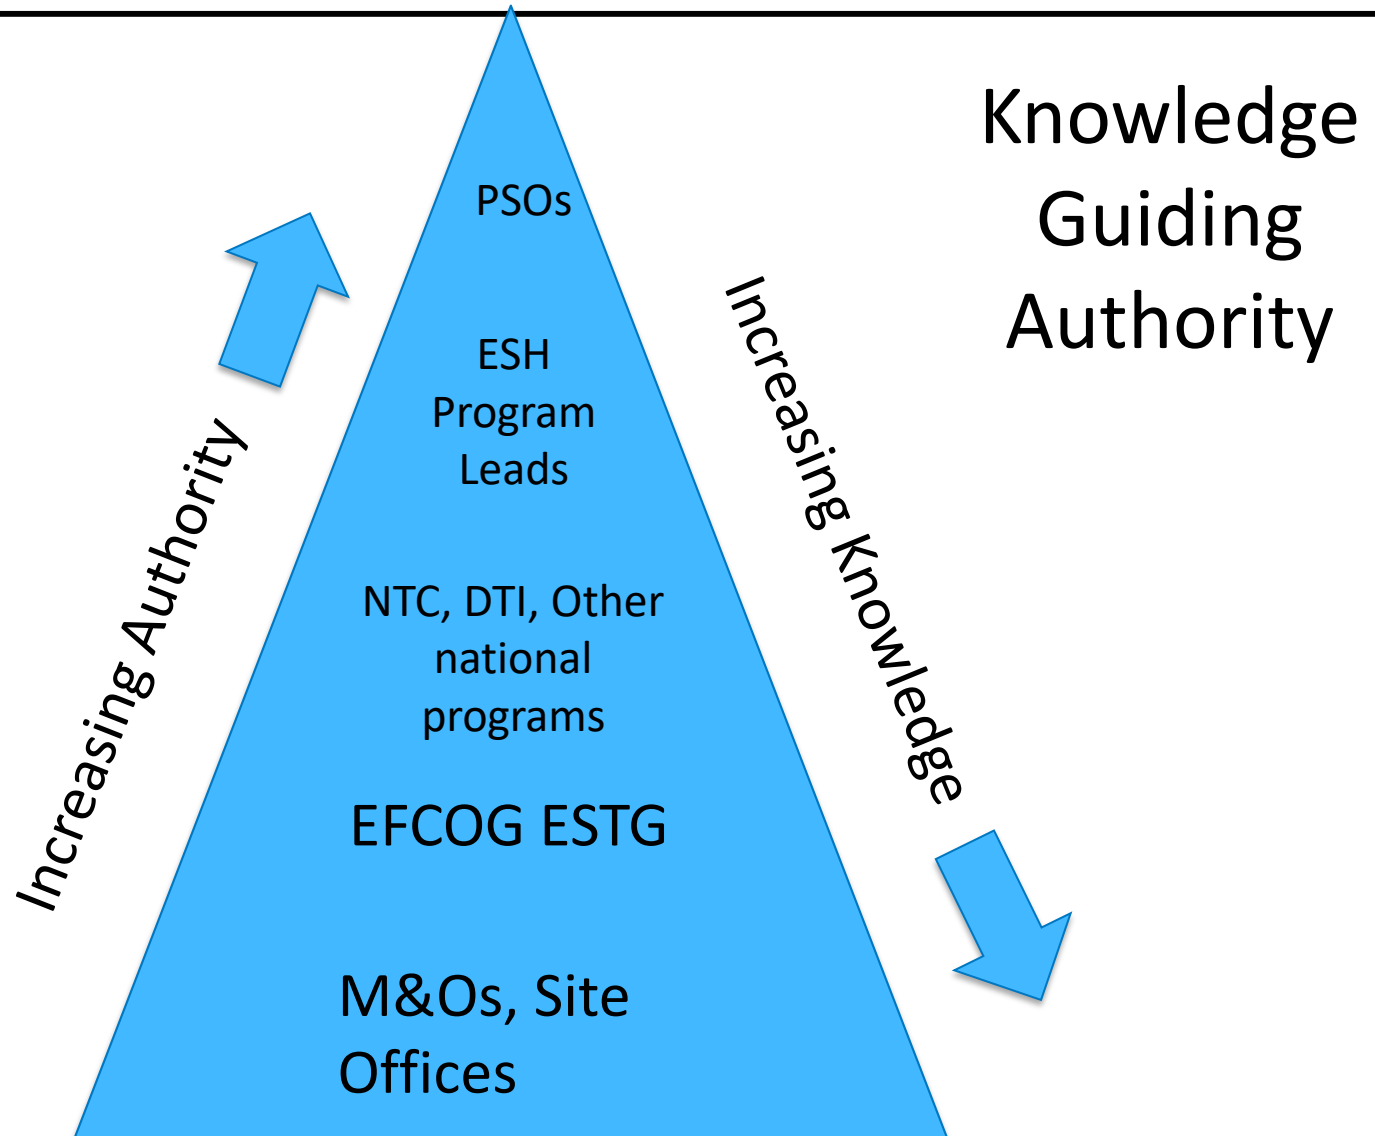 Knowledge
Guiding
Authority
PSOs
ESH
Program
Leads
NTC, DTI, Other
national
programs
EFCOG ESTG
M&Os, Site
Offices
Increasing Authority
Increasing Knowledge